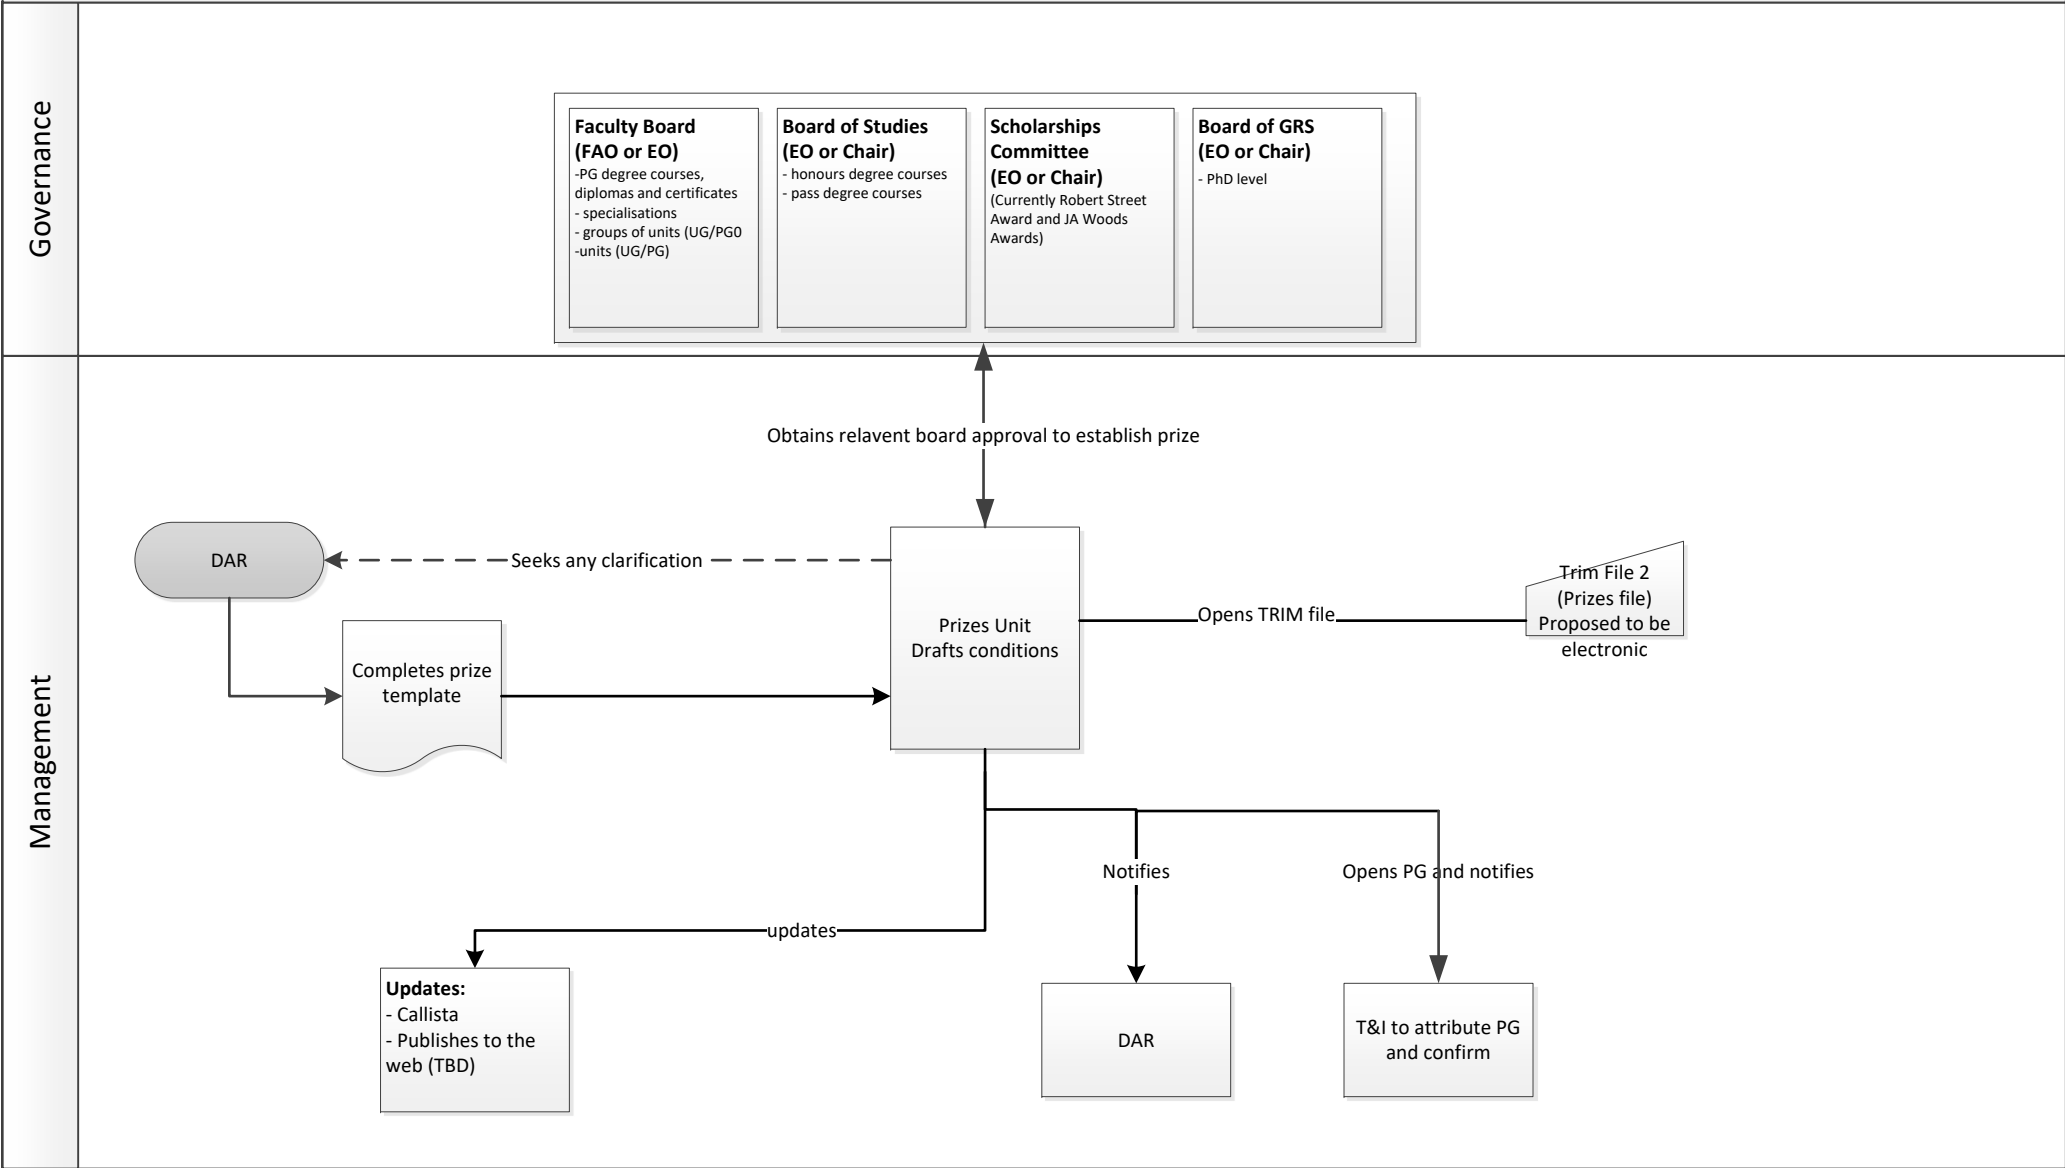 Governance
Faculty Board
(FAO or EO)
-PG degree courses,
diplomas and certificates
- specialisations
- groups of units (UG/PG0
-units (UG/PG)
Board of Studies
(EO or Chair)
- honours degree courses
- pass degree courses
Scholarships
Committee
(EO or Chair)
(Currently Robert Street
Award and JA Woods
Awards)
Board of GRS
(EO or Chair)
- PhD level
Management
Obtains relavent board approval to establish prize
DAR
Seeks any clarification
Completes prize
template
Prizes Unit
Drafts conditions
Opens TRIM file
Trim File 2
(Prizes file)
Proposed to be
electronic
Notifies
Opens PG and notifies
updates
Updates:
- Callista
- Publishes to the
web (TBD)
DAR
T&I to attribute PG
and confirm